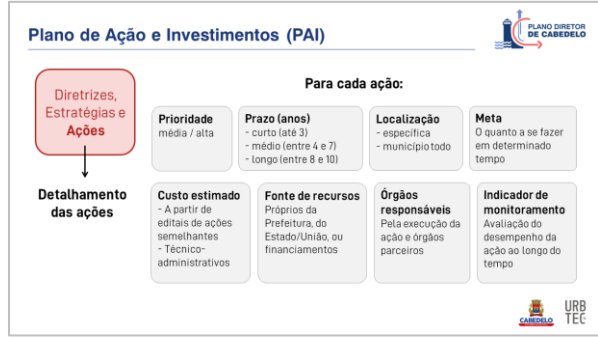 Plano de Ação e Investimentos (PAI)
PLANO DIRETOR
DE CABEDELO
Diretrizes,
Estratégias e
Ações
Detalhamento
das ações
Para cada ação:
Prioridade
média / alta
Prazo (anos)
- curto (até 3)
- médio (entre 4 e 7)
- longo (entre 8 e 10)
Localização
- específica
- município todo
Meta
O quanto a se fazer
em determinado
tempo
Custo estimado
- A partir de
editais de ações
semelhantes
- Técnico-
administrativos
Fonte de recursos
Próprios da
Prefeitura, do
Estado/União, ou
financiamentos
Órgãos
responsáveis
Pela execução da
ação e órgãos
parceiros
Indicador de
monitoramento
Avaliação do
desempenho da
ação ao longo do
tempo
CABEDELO
URB
TEC